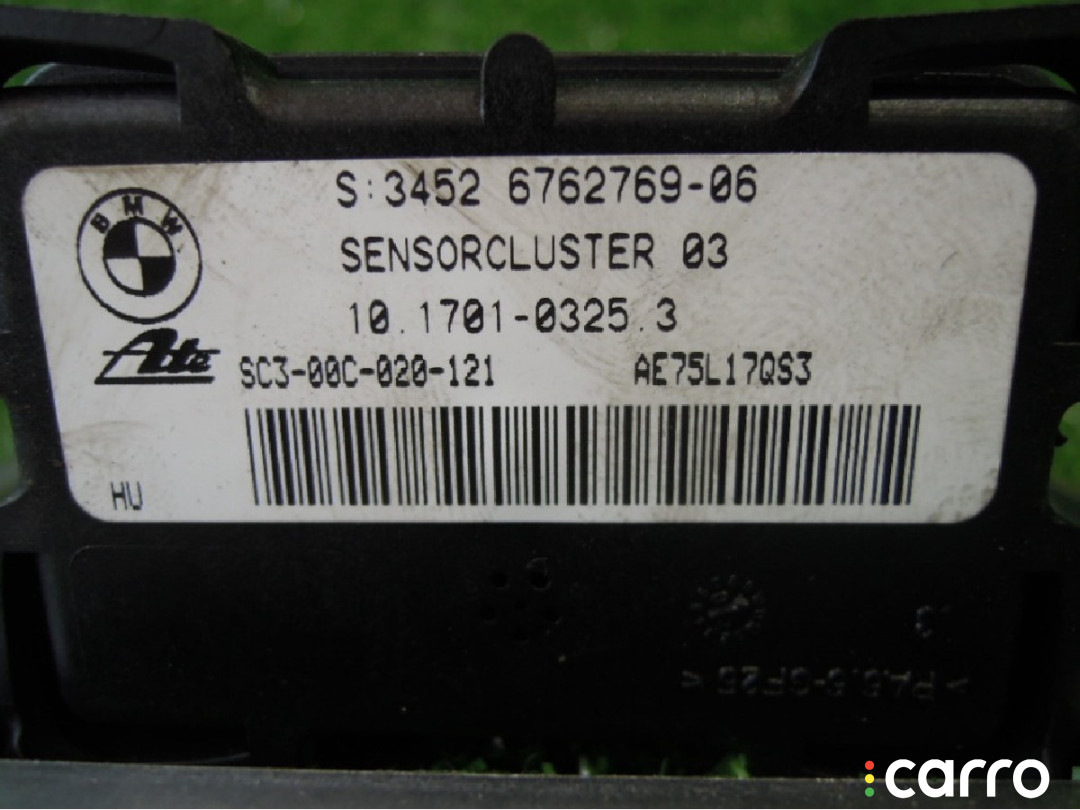 S:3452 6762769-06
BMW
SENSORCLUSTER 03
10.1701-0325.3
Ate
SC3-00C-020-121 AE75L17QS3
HU
carro